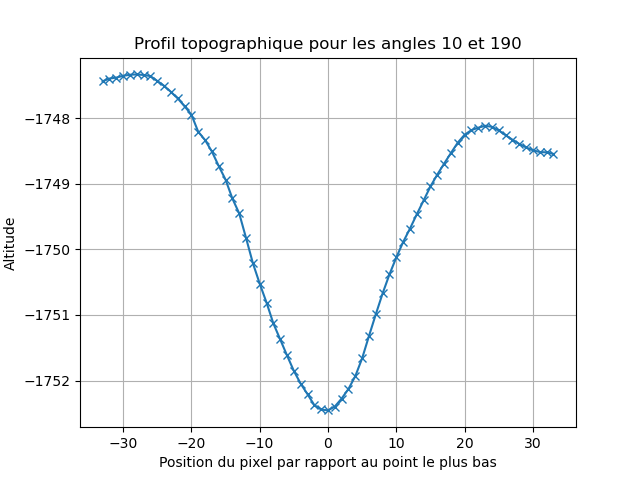 Profil topographique pour les angles 10 et 190
−1748
−1749
−1750
−1751
−1752
Altitude
−30 −20 −10 0 10 20 30
Position du pixel par rapport au point le plus bas